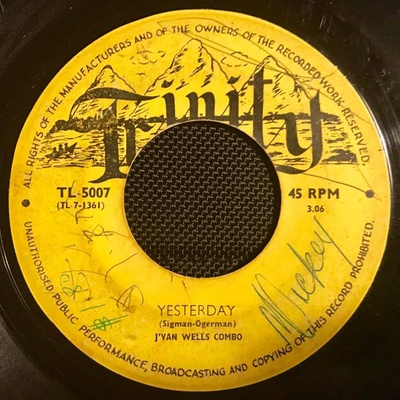 ALL RIGHTS OF THE MANUFACTURERS AND OF THE OWNERS OF THE RECORDED WORK RESERVED.
Trinity
TL-5007
(TL 7-1361)
45 RPM
3.06
YESTERDAY
(Sigman-Ogerman)
J'VAN WELLS COMBO
Mickey
UNAUTHORISED PUBLIC PERFORMANCE, BROADCASTING AND COPYING OF THIS RECORD PROHIBITED.